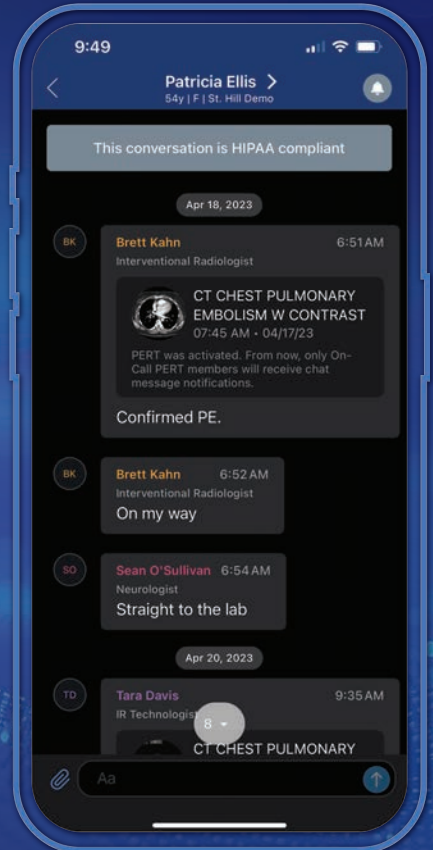 9:49
Patricia Ellis >
54y | F | St. Hill Demo
This conversation is HIPAA compliant
Apr 18, 2023
BK
Brett Kahn 6:51 AM
Interventional Radiologist
CT CHEST PULMONARY
EMBOLISM W CONTRAST
07:45 AM • 04/17/23
PERT was activated. From now, only On-
Call PERT members will receive chat
message notifications.
Confirmed PE.
BK
Brett Kahn 6:52 AM
Interventional Radiologist
On my way
SO
Sean O'Sullivan 6:54 AM
Neurologist
Straight to the lab
Apr 20, 2023
TD
Tara Davis 9:35 AM
IR Technologist
8
CT CHEST PULMONARY
Aa